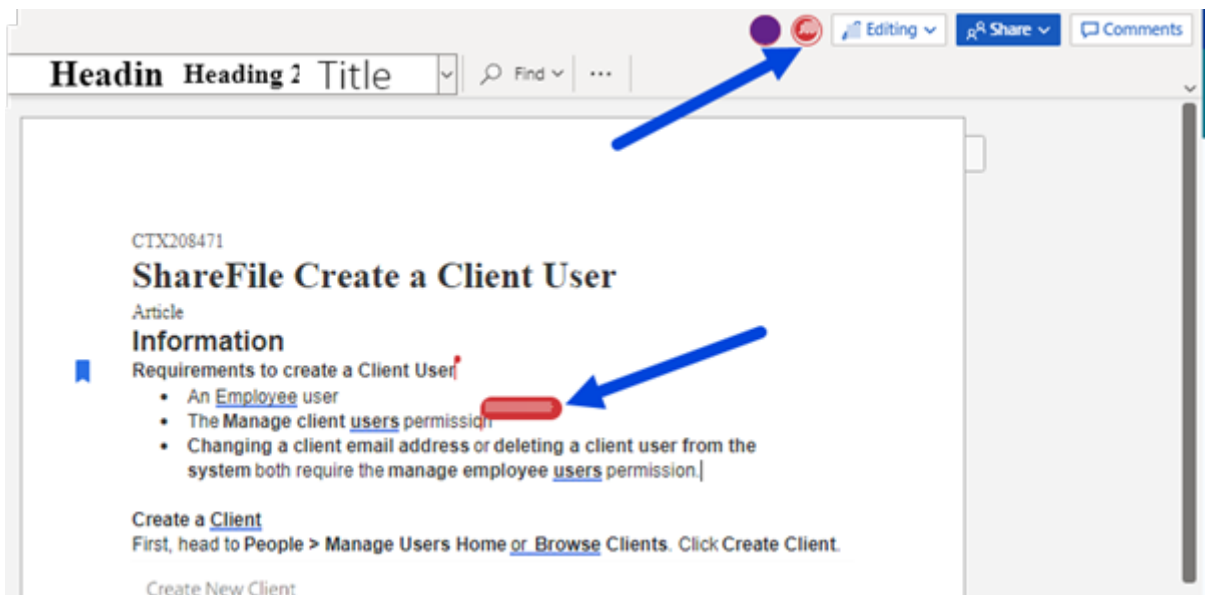 Editing Share Comments
Headin Heading 2 Title Find ...
CTX208471
ShareFile Create a Client User
Article
Information
Requirements to create a Client User
• An Employee user
• The Manage client users permission
• Changing a client email address or deleting a client user from the
system both require the manage employee users permission.
Create a Client
First, head to People > Manage Users Home or Browse Clients. Click Create Client.
Create New Client